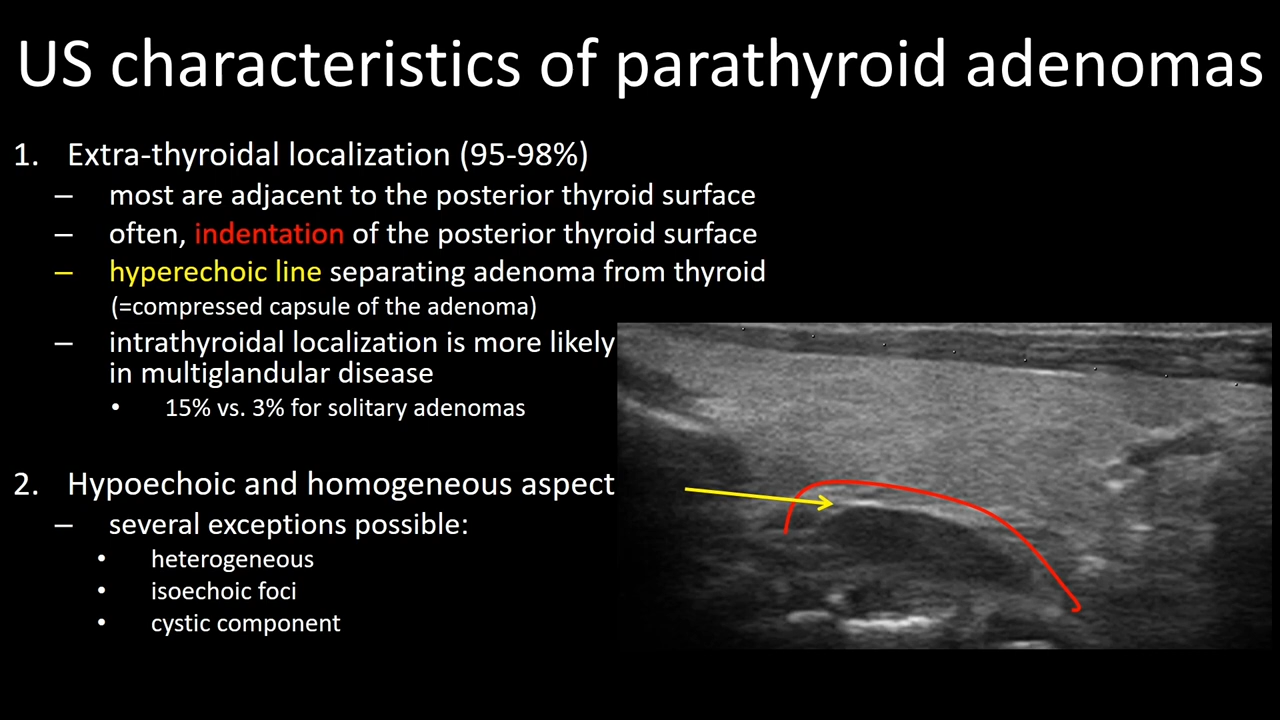 US characteristics of parathyroid adenomas
1. Extra-thyroidal localization (95-98%)
– most are adjacent to the posterior thyroid surface
– often, indentation of the posterior thyroid surface
– hyperechoic line separating adenoma from thyroid
(=compressed capsule of the adenoma)
– intrathyroidal localization is more likely
in multiglandular disease
• 15% vs. 3% for solitary adenomas
2. Hypoechoic and homogeneous aspect
– several exceptions possible:
• heterogeneous
• isoechoic foci
• cystic component